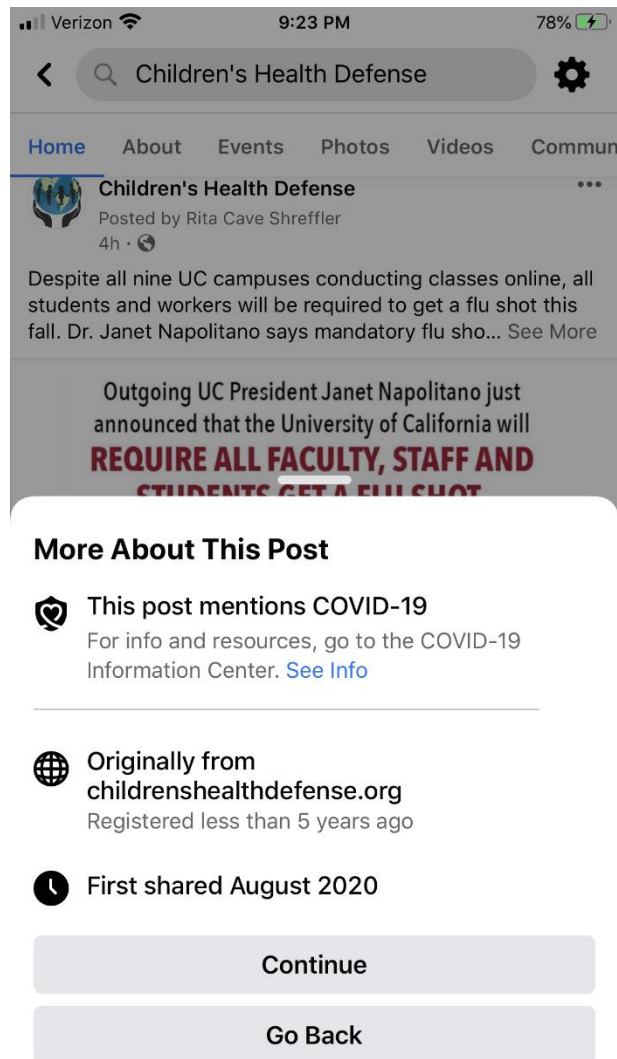 Verizon 9:23 PM 78%
Children's Health Defense
Home About Events Photos Videos Commun
Children's Health Defense
Posted by Rita Cave Shreffler
4h ·
Despite all nine UC campuses conducting classes online, all
students and workers will be required to get a flu shot this
fall. Dr. Janet Napolitano says mandatory flu sho... See More
Outgoing UC President Janet Napolitano just
announced that the University of California will
REQUIRE ALL FACULTY, STAFF AND
STUDENTS GET A FLU SHOT
More About This Post
This post mentions COVID-19
For info and resources, go to the COVID-19
Information Center. See Info
Originally from
childrenshealthdefense.org
Registered less than 5 years ago
First shared August 2020
Continue
Go Back